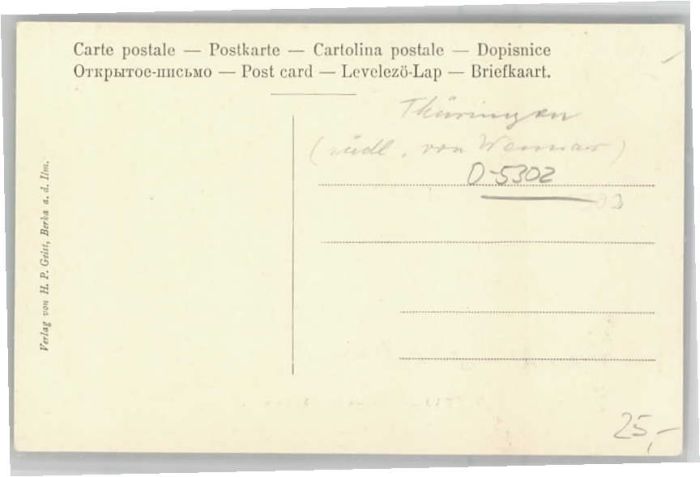 Carte postale — Postkarte — Cartolina postale — Dopisnice
Открытое-письмо — Post card — Levelezö-Lap — Briefkaart.
Thüringen
(südl. von Weimar)
D-5302
Verlag von H. P. Geist, Berka a. d. Ilm.
25,-